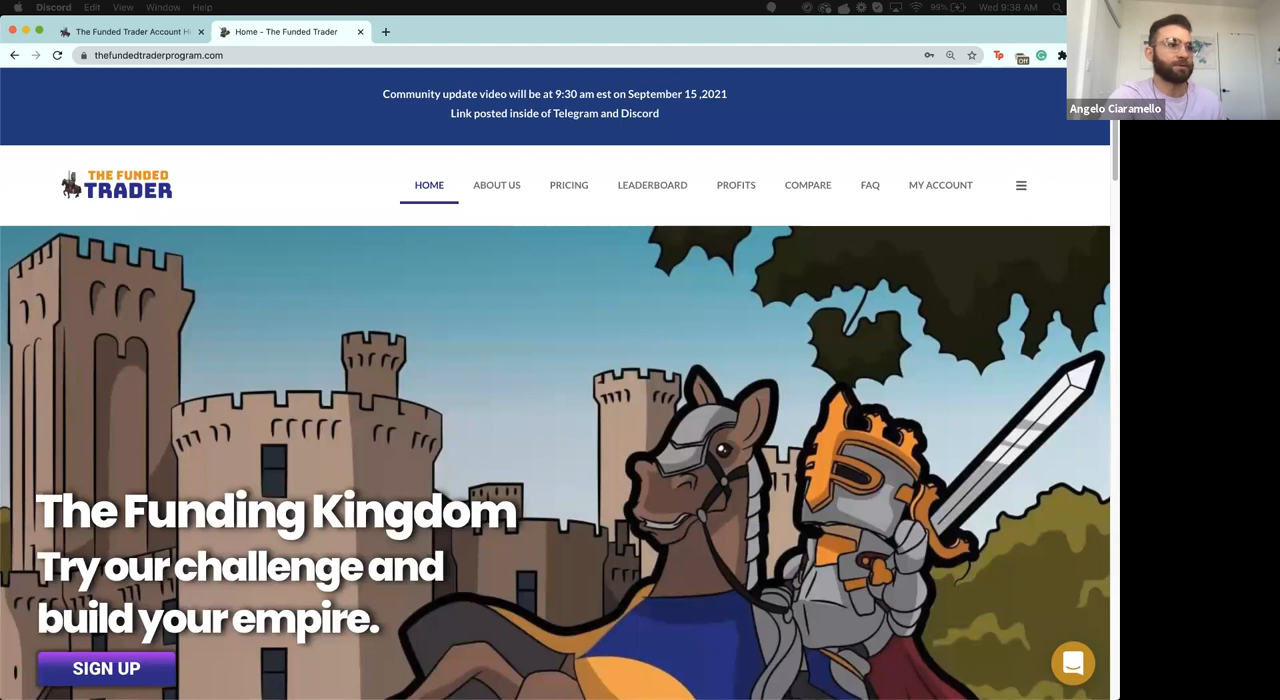 Discord Edit View Window Help 99% Wed 9:38 AM
The Funded Trader Account H
Home - The Funded Trader
thefundedtraderprogram.com
Tp
Off
Angelo Ciaramello
Community update video will be at 9:30 am est on September 15 ,2021
Link posted inside of Telegram and Discord
THE FUNDED
TRADER
HOME ABOUT US PRICING LEADERBOARD PROFITS COMPARE FAQ MY ACCOUNT
The Funding Kingdom
Try our challenge and
build your empire.
SIGN UP